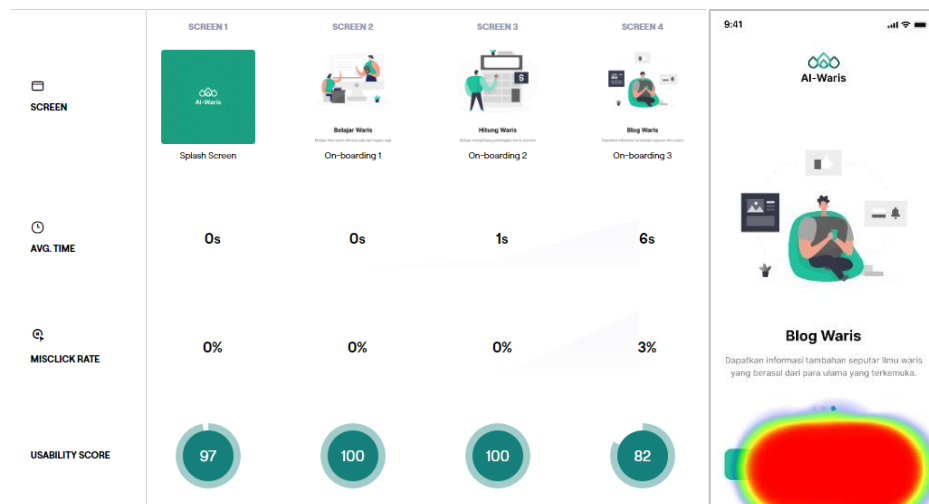 SCREEN 1 SCREEN 2 SCREEN 3 SCREEN 4
SCREEN
Al-Waris
Belajar Waris
Hitung Waris
Blog Waris
Splash Screen On-boarding 1 On-boarding 2 On-boarding 3
AVG. TIME
0s 0s 1s 6s
MISCLICK RATE
0% 0% 0% 3%
USABILITY SCORE
97 100 100 82
9:41
Al-Waris
Blog Waris
Dapatkan informasi tambahan seputar ilmu waris
yang berasal dari para ulama yang terkemuka.